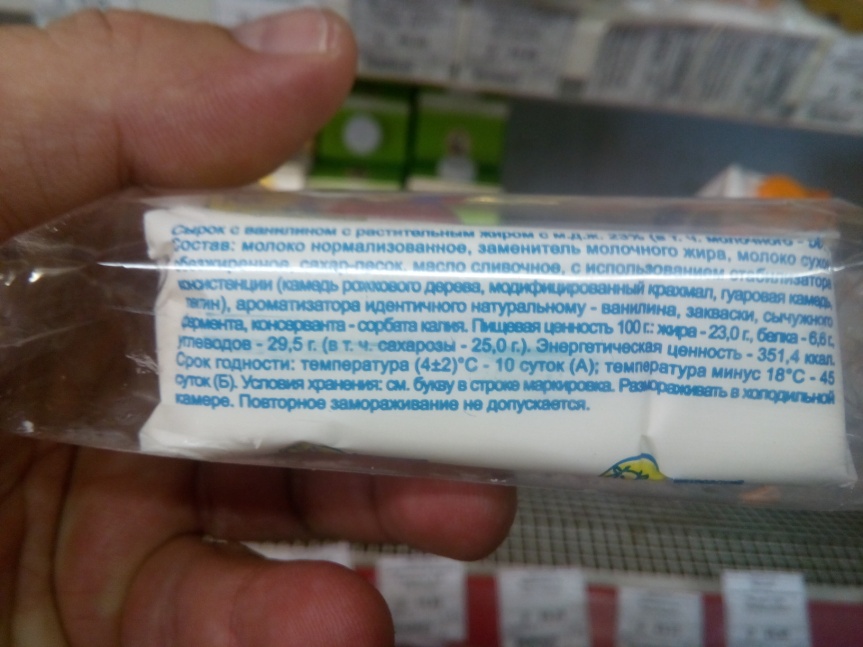 Сырок с ванилином с растительным жиром с м.д.ж. 23% (в т. ч. молочного -
Состав: молоко нормализованное, заменитель молочного жира, молоко сухое
обезжиренное, сахар-песок, масло сливочное, с использованием стабилизатора
консистенции (камедь рожкового дерева, модифицированный крахмал, гуаровая камедь,
), ароматизатора идентичного натуральному - ванилина, закваски, сычужного
фермента, консерванта - сорбата калия. Пищевая ценность 100 г.: жира - 23,0 г., белка - 6,6 г.,
углеводов - 29,5 г. (в т. ч. сахарозы - 25,0 г.). Энергетическая ценность - 351,4 ккал.
Срок годности: температура (4±2)°С - 10 суток (А); температура минус 18°С - 45
суток (Б). Условия хранения: см. букву в строке маркировка. Размораживать в холодильной
камере. Повторное замораживание не допускается.